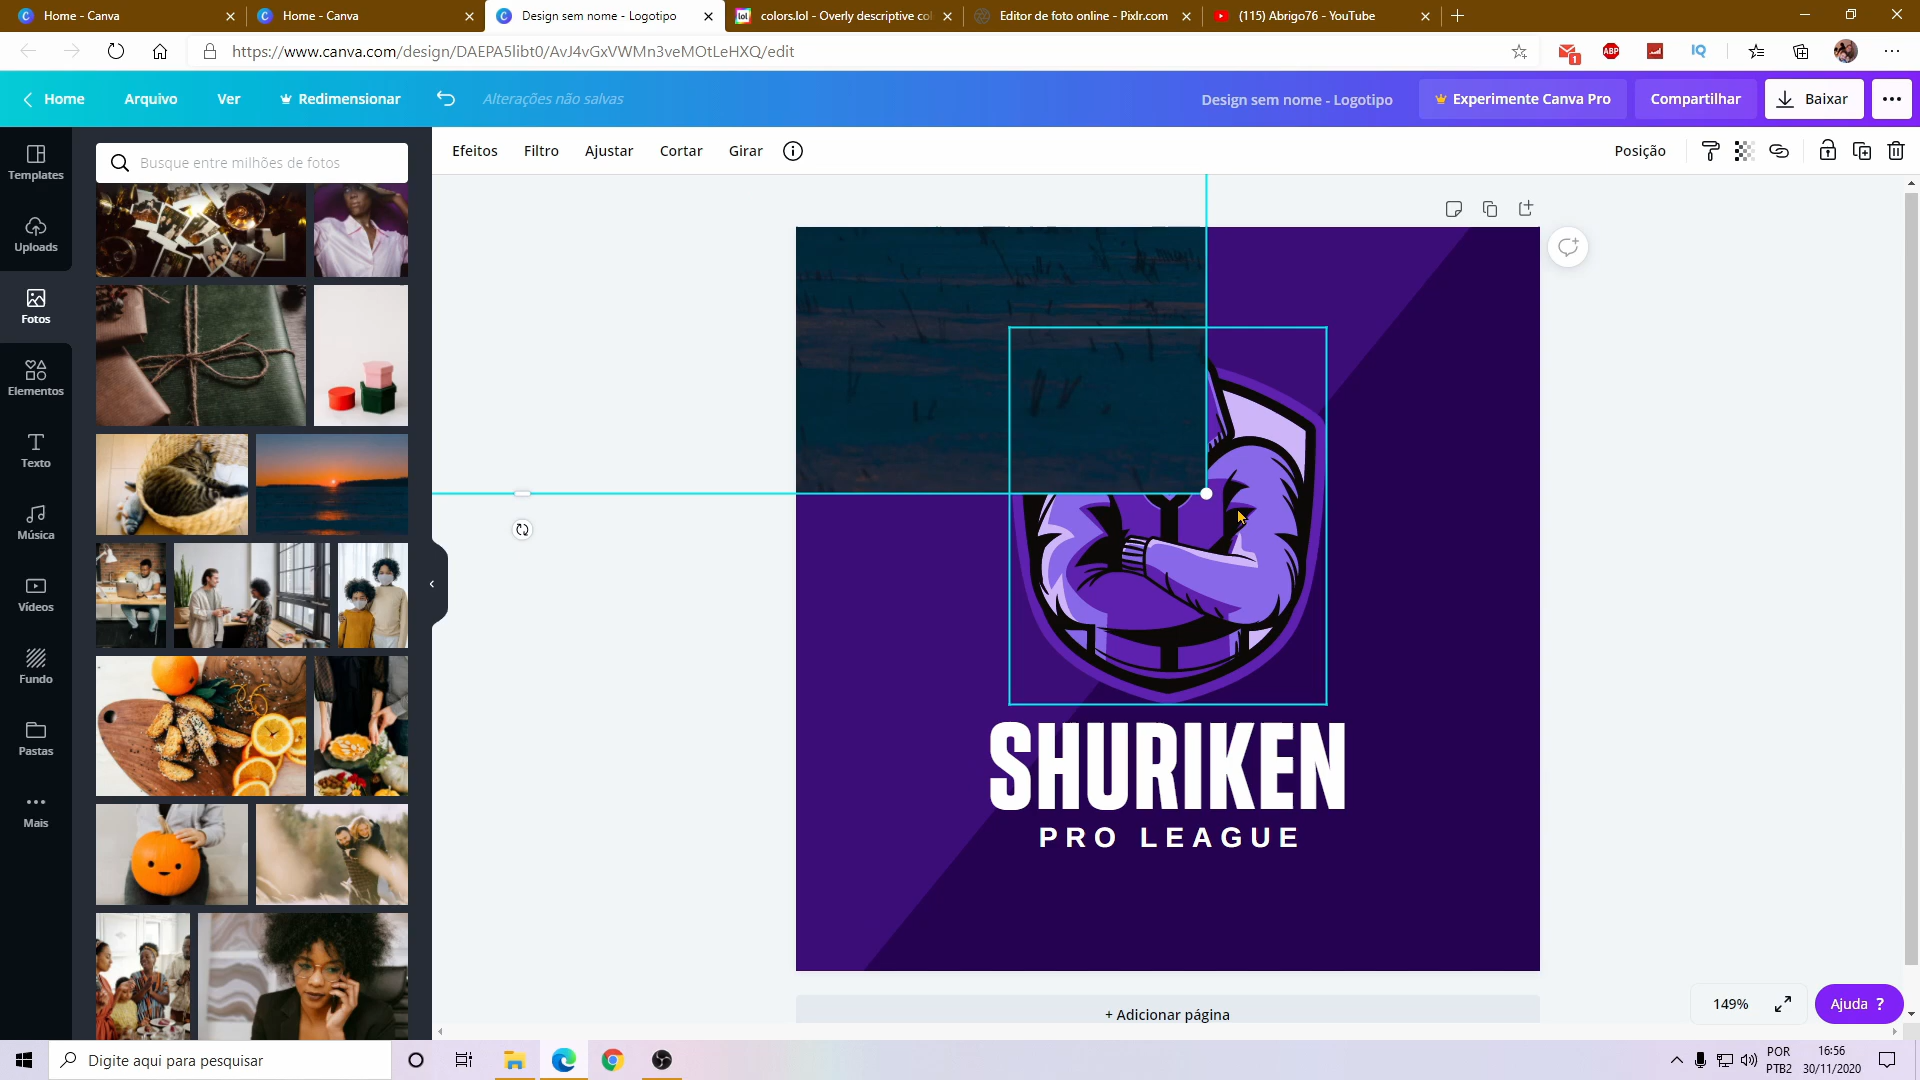 Home - Canva
Home - Canva
Design sem nome - Logotipo
colors.lol - Overly descriptive col
Editor de foto online - Pixlr.com
(115) Abrigo76 - YouTube
https://www.canva.com/design/DAEPA5libt0/AvJ4vGxVWMn3veMOtLeHXQ/edit
1
ABP
IQ
Home
Arquivo
Ver
Redimensionar
Alterações não salvas
Design sem nome - Logotipo
Experimente Canva Pro
Compartilhar
Baixar
Templates
Uploads
Fotos
Elementos
Texto
Música
Vídeos
Fundo
Pastas
Mais
Busque entre milhões de fotos
Efeitos
Filtro
Ajustar
Cortar
Girar
Posição
SHURIKEN
PRO LEAGUE
+ Adicionar página
149%
Ajuda ?
Digite aqui para pesquisar
POR
PTB2
16:56
30/11/2020